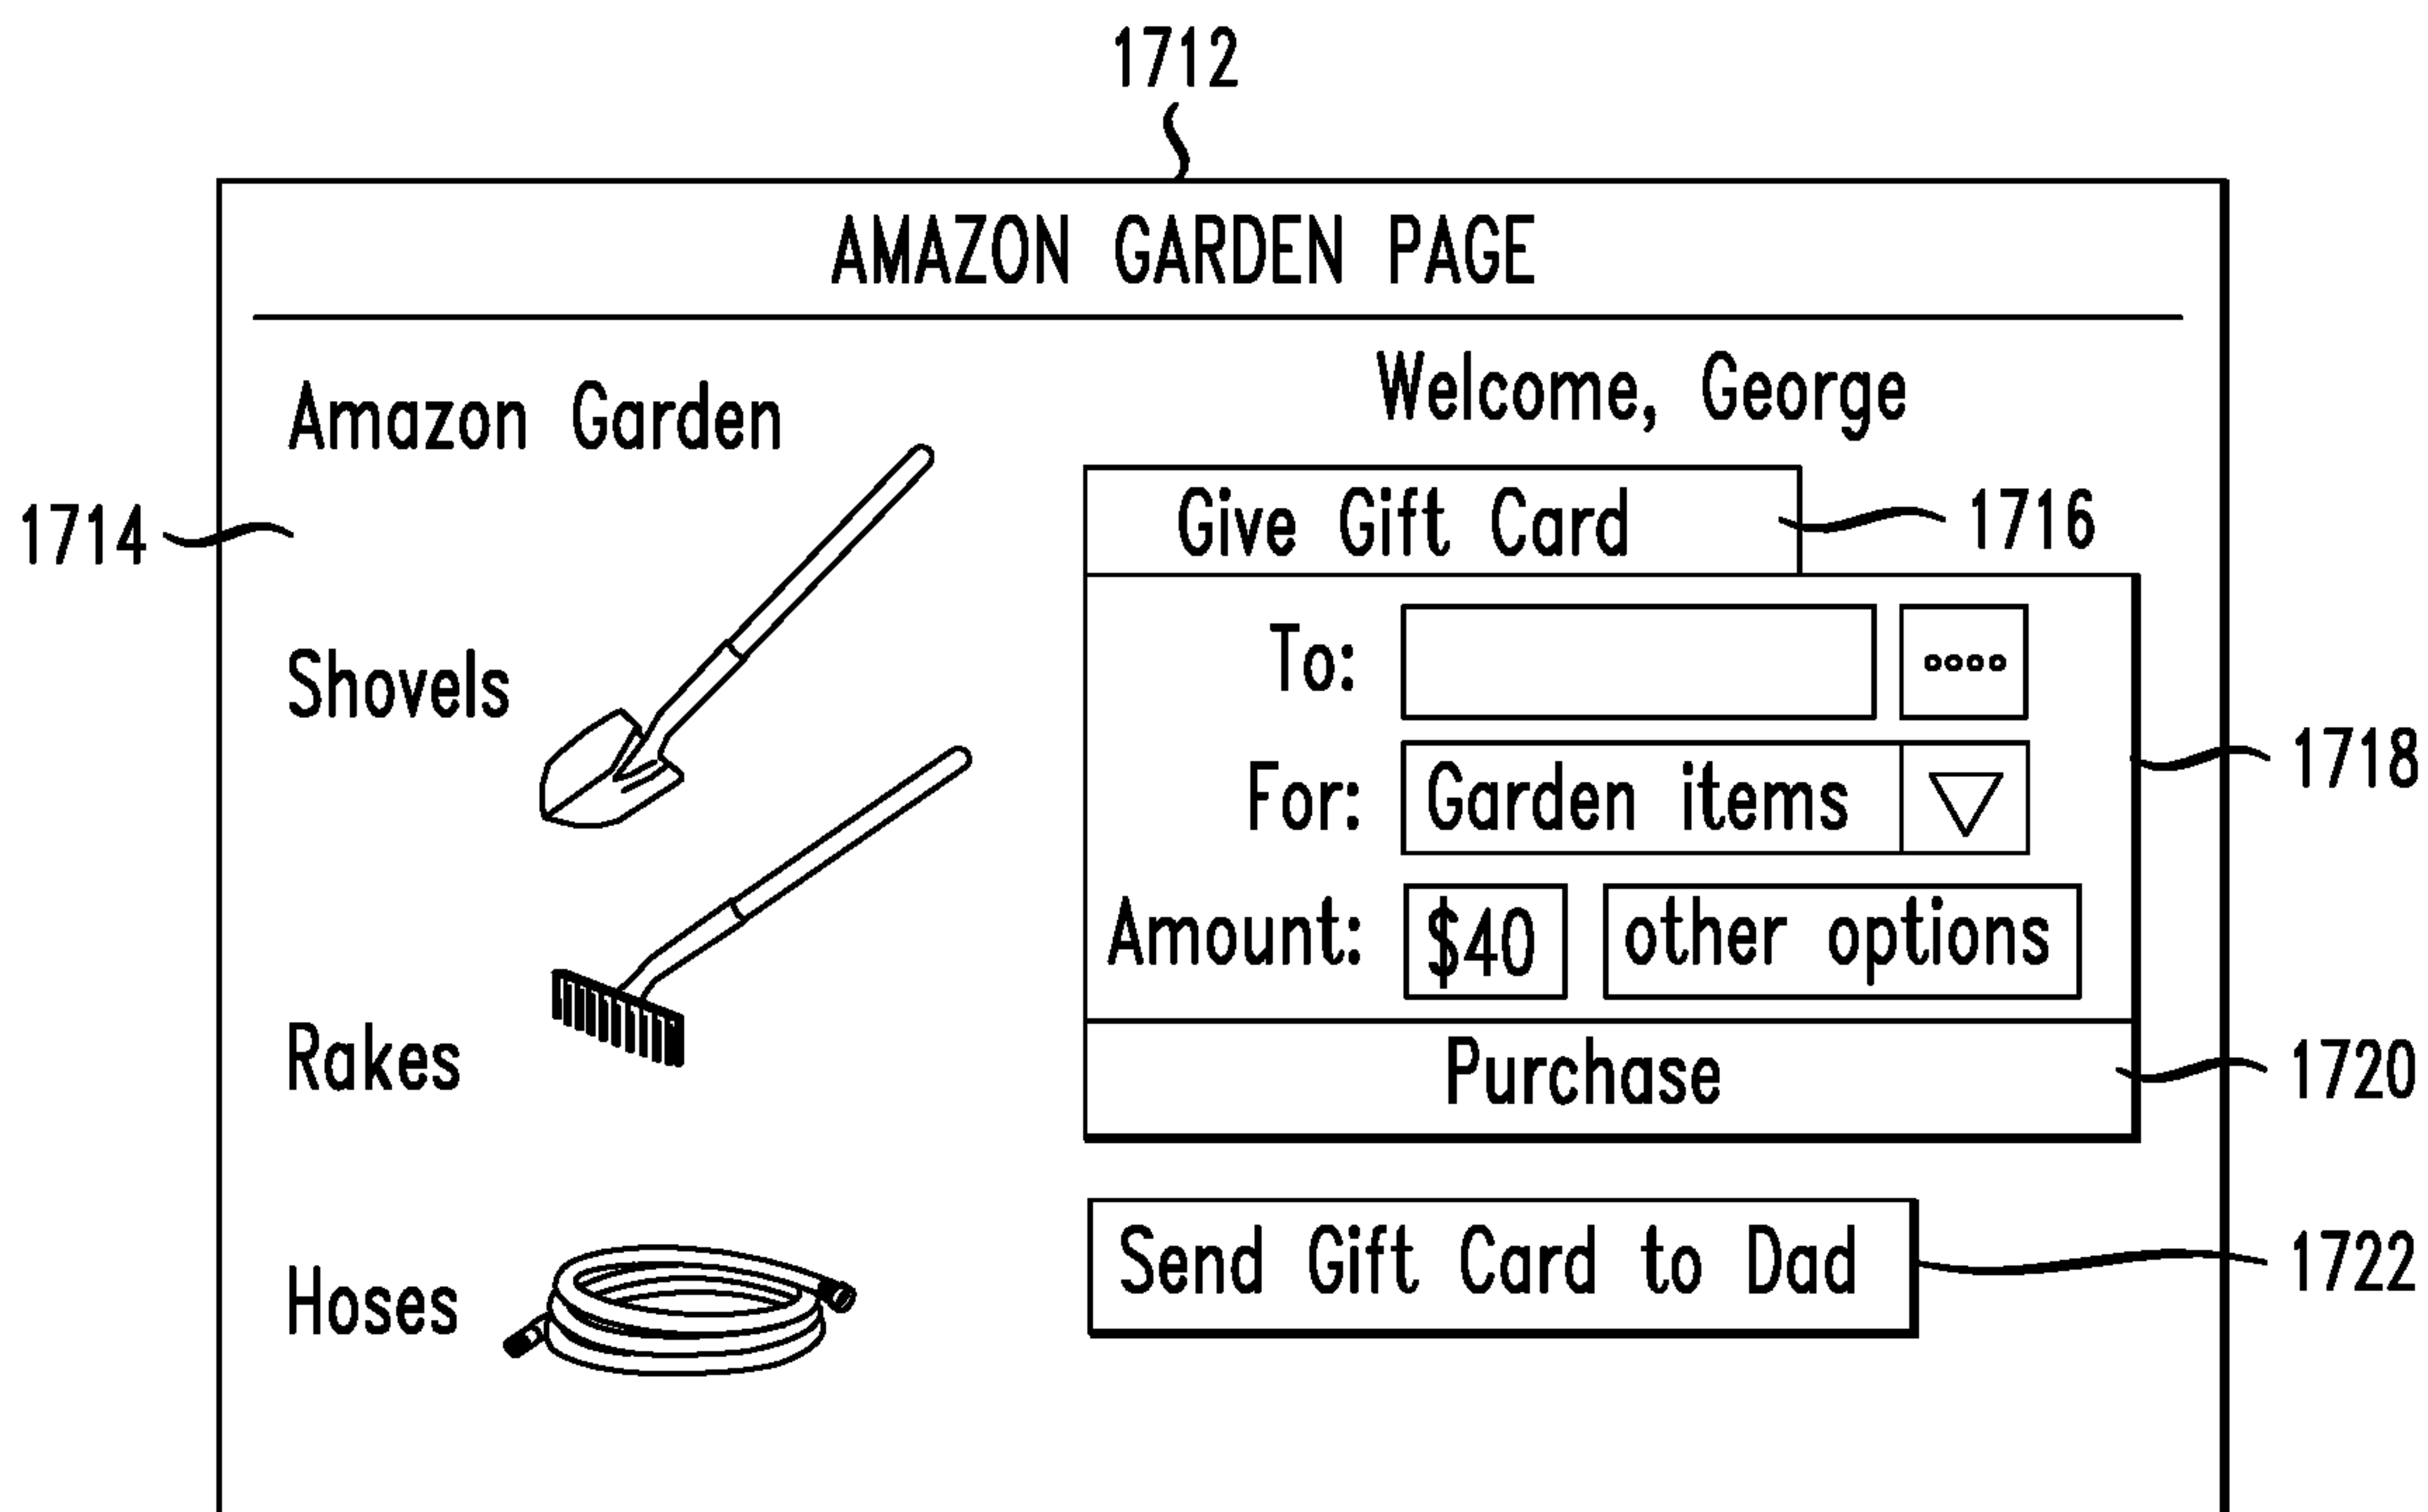 1712
AMAZON GARDEN PAGE
Welcome, George
Amazon Garden
1714
Give Gift Card
1716
Shovels
To:
1718
For: Garden items
Amount: $40 other options
Rakes
Purchase
1720
Hoses
Send Gift Card to Dad
1722